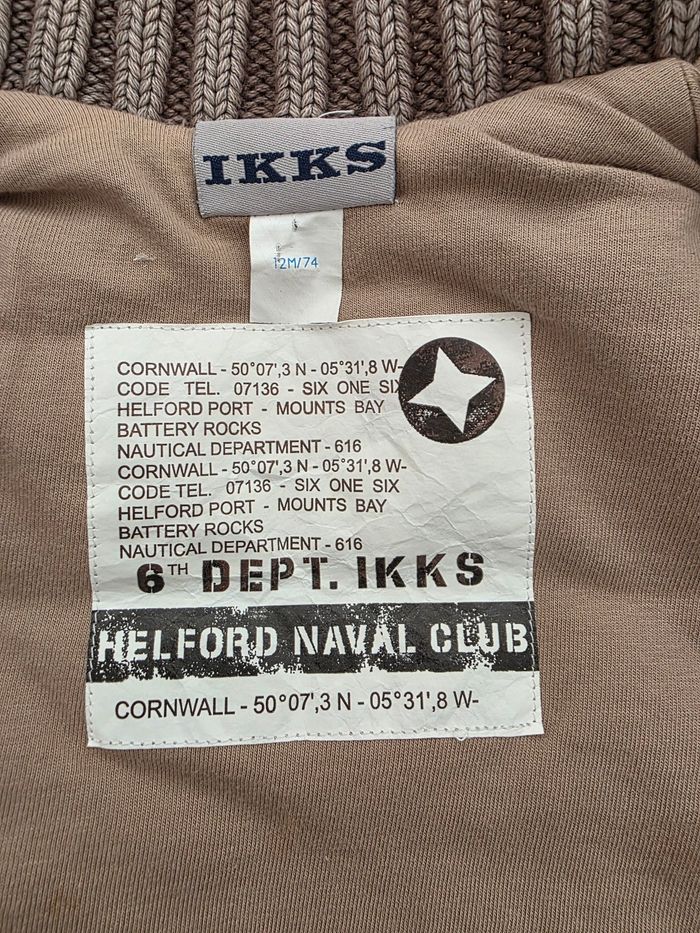 IKKS
12M/74
CORNWALL - 50°07',3 N - 05°31',8 W-
CODE TEL. 07136 - SIX ONE SIX
HELFORD PORT - MOUNTS BAY
BATTERY ROCKS
NAUTICAL DEPARTMENT - 616
CORNWALL - 50°07',3 N - 05°31',8 W-
CODE TEL. 07136 - SIX ONE SIX
HELFORD PORT - MOUNTS BAY
BATTERY ROCKS
NAUTICAL DEPARTMENT - 616
6TH DEPT. IKKS
HELFORD NAVAL CLUB
CORNWALL - 50°07',3 N - 05°31',8 W-